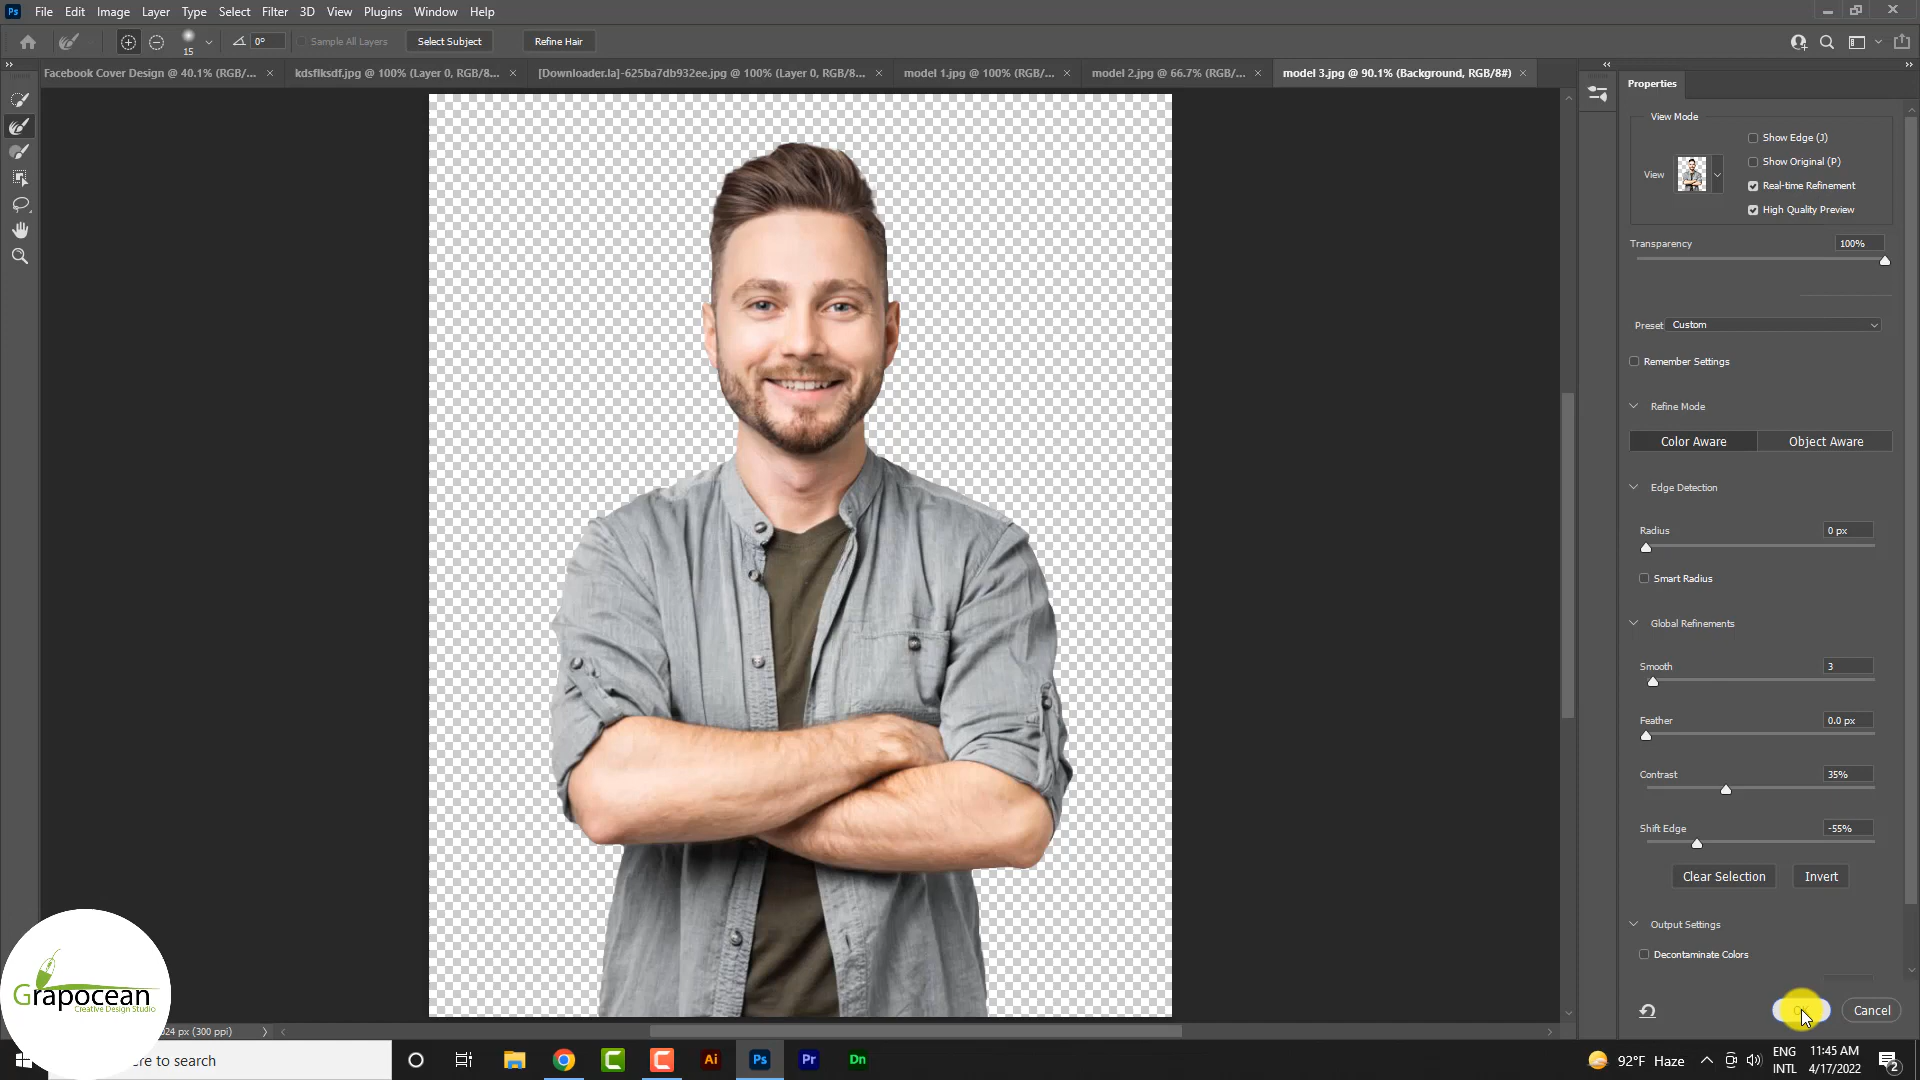 Ps File Edit Image Layer Type Select Filter 3D View Plugins Window Help
15 0° Sample All Layers Select Subject Refine Hair
Facebook Cover Design @ 40.1% (RGB/... × kdsflksdf.jpg @ 100% (Layer 0, RGB/8... × [Downloader.la]-625ba7db932ee.jpg @ 100% (Layer 0, RGB/8... × model 1.jpg @ 100% (RGB/... × model 2.jpg @ 66.7% (RGB/... × model 3.jpg @ 90.1% (Background, RGB/8#) ×
Properties
View Mode
Show Edge (J)
Show Original (P)
View
Real-time Refinement
High Quality Preview
Transparency 100%
Preset Custom
Remember Settings
Refine Mode
Color Aware Object Aware
Edge Detection
Radius 0 px
Smart Radius
Global Refinements
Smooth 3
Feather 0.0 px
Contrast 35%
Shift Edge -55%
Clear Selection Invert
Output Settings
Decontaminate Colors
Cancel
Grapocean
Creative Design Studio
24 px (300 ppi)
ere to search
Ai Ps Pr Dn
92°F Haze
ENG
INTL
11:45 AM
4/17/2022
2